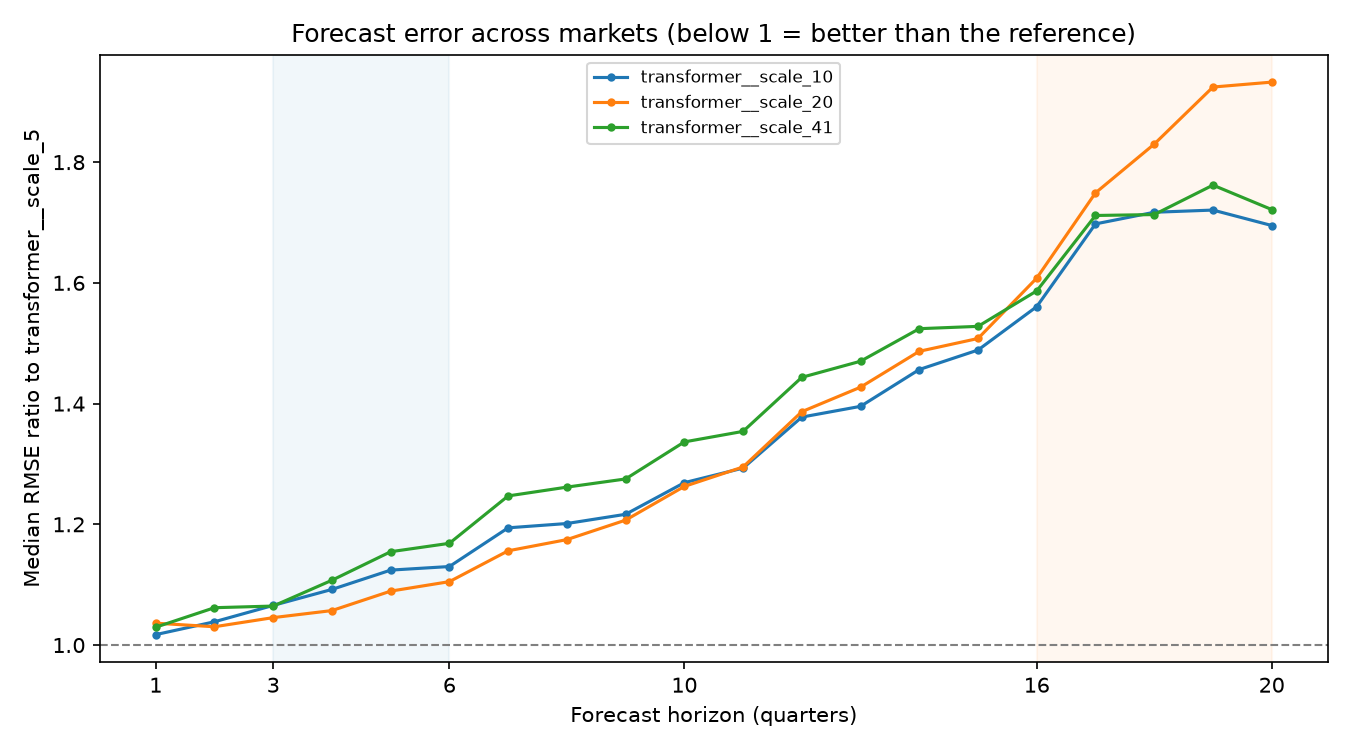 Forecast error across markets (below 1 = better than the reference)
transformer__scale_10
transformer__scale_20
transformer__scale_41
Median RMSE ratio to transformer__scale_5
1.8
1.6
1.4
1.2
1.0
1 3 6 10 16 20
Forecast horizon (quarters)